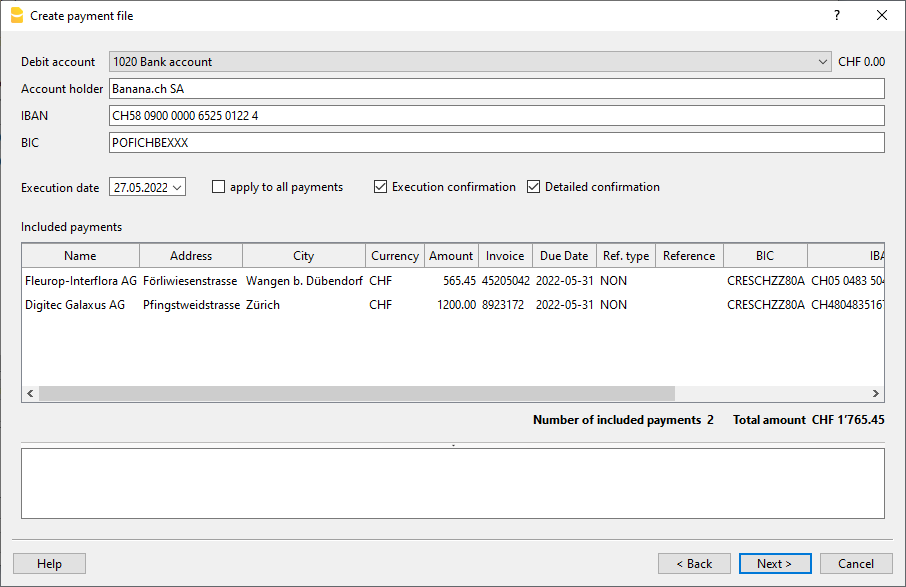 Create payment file
?
Debit account 1020 Bank account CHF 0.00
Account holder Banana.ch SA
IBAN CH58 0900 0000 6525 0122 4
BIC POFICHBEXXX
Execution date 27.05.2022 apply to all payments Execution confirmation Detailed confirmation
Included payments
Name Address City Currency Amount Invoice Due Date Ref. type Reference BIC IBA
Fleurop-Interflora AG Förliwiesenstrasse Wangen b. Dübendorf CHF 565.45 45205042 2022-05-31 NON CRESCHZZ80A CH05 0483 504
Digitec Galaxus AG Pfingstweidstrasse Zürich CHF 1200.00 8923172 2022-05-31 NON CRESCHZZ80A CH4804835167
Number of included payments 2 Total amount CHF 1'765.45
Help < Back Next > Cancel